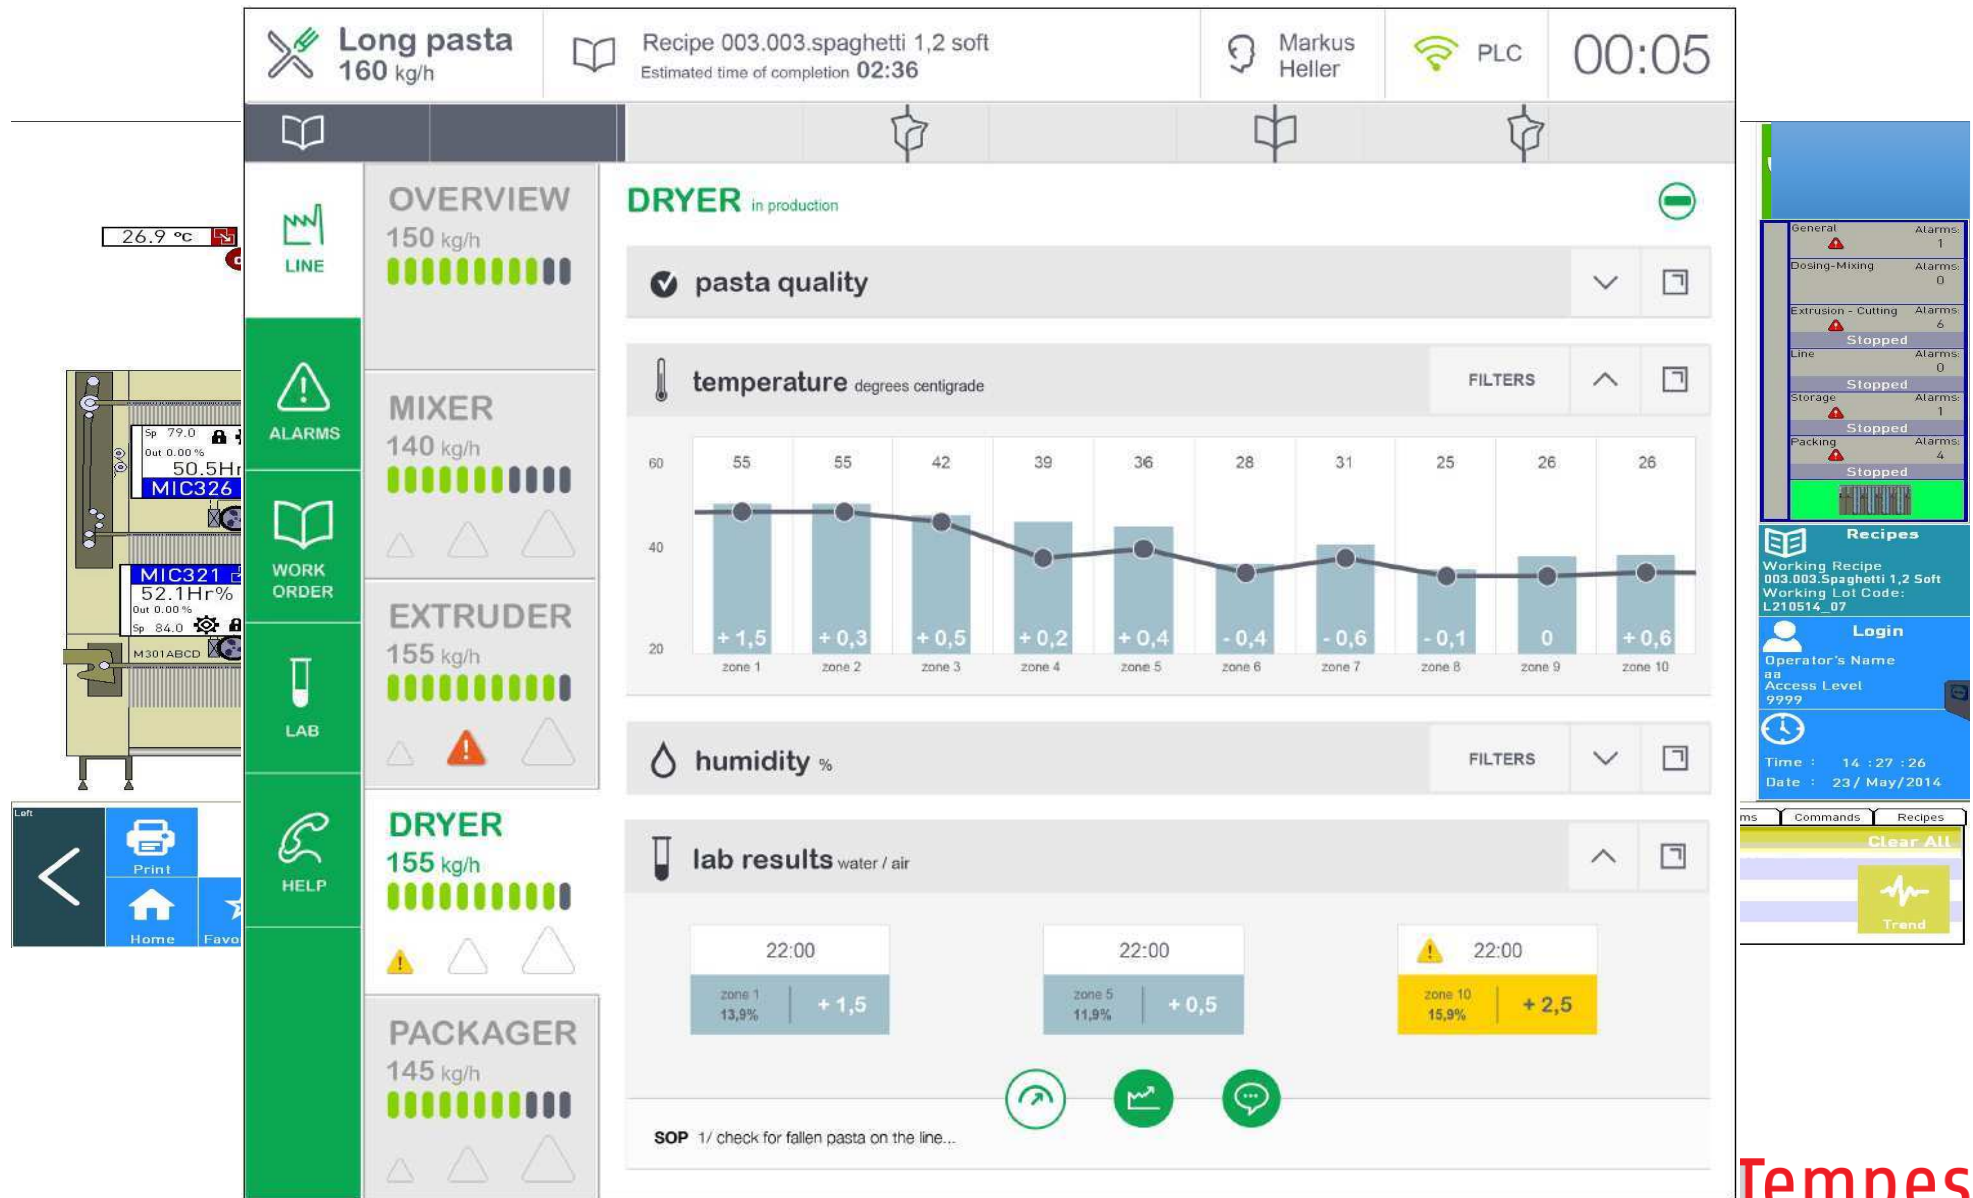 Long pasta
160 kg/h
Recipe 003.003.spaghetti 1,2 soft
Estimated time of completion 02:36
Markus
Heller
PLC
00:05
LINE
ALARMS
WORK
ORDER
LAB
HELP
OVERVIEW
150 kg/h
MIXER
140 kg/h
EXTRUDER
155 kg/h
DRYER
155 kg/h
PACKAGER
145 kg/h
DRYER in production
pasta quality
temperature degrees centigrade
FILTERS
60 55 55 42 39 36 28 31 25 26 26
40
20 + 1,5 + 0,3 + 0,5 + 0,2 + 0,4 - 0,4 - 0,6 - 0,1 0 + 0,6
zone 1 zone 2 zone 3 zone 4 zone 5 zone 6 zone 7 zone 8 zone 9 zone 10
humidity %
FILTERS
lab results water / air
22:00
zone 1
13,9%
+ 1,5
22:00
zone 5
11,9%
+ 0,5
22:00
zone 10
15,9%
+ 2,5
SOP 1/ check for fallen pasta on the line...
26.9 °C
Sp 79.0
Out 0.00 %
50.5Hr
MIC326
MIC321
52.1Hr%
Out 0.00 %
Sp 84.0
M301ABCD
Left
Print
Home
Favo
General Alarms:
1
Dosing-Mixing Alarms:
0
Extrusion - Cutting Alarms:
6
Stopped
Line Alarms:
0
Stopped
Storage Alarms:
1
Stopped
Packing Alarms:
4
Stopped
Recipes
Working Recipe
003.003.Spaghetti 1,2 Soft
Working Lot Code:
L210514_07
Login
Operator's Name
aa
Access Level
9999
Time : 14 :27 :26
Date : 23/ May/2014
ms Commands Recipes
Clear All
Trend
Tempes